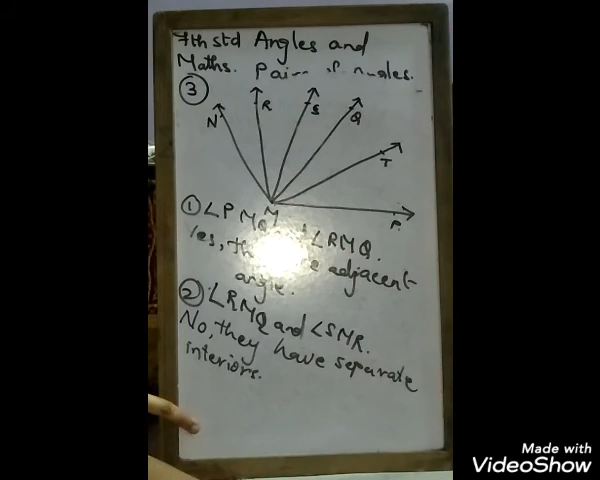 7th std Angles and
Maths. Pair of angles.
③
N R S Q
T
M
P
① ∠PMQ ∠RMQ.
adjacent
angle.
② ∠RMQ and ∠SMR.
No, they have separate
interiors.
Made with
VideoShow